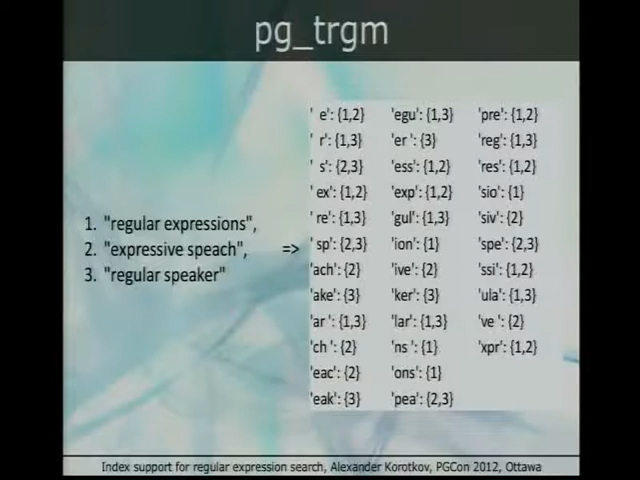 pg_trgm
1. "regular expressions",
2. "expressive speach",
3. "regular speaker"
=>
'  e': {1,2}
'  r': {1,3}
'  s': {2,3}
' ex': {1,2}
' re': {1,3}
' sp': {2,3}
'ach': {2}
'ake': {3}
'ar ': {1,3}
'ch ': {2}
'eac': {2}
'eak': {3}
'egu': {1,3}
'er ': {3}
'ess': {1,2}
'exp': {1,2}
'gul': {1,3}
'ion': {1}
'ive': {2}
'ker': {3}
'lar': {1,3}
'ns ': {1}
'ons': {1}
'pea': {2,3}
'pre': {1,2}
'reg': {1,3}
'res': {1,2}
'sio': {1}
'siv': {2}
'spe': {2,3}
'ssi': {1,2}
'ula': {1,3}
've ': {2}
'xpr': {1,2}
Index support for regular expression search, Alexander Korotkov, PGCon 2012, Ottawa